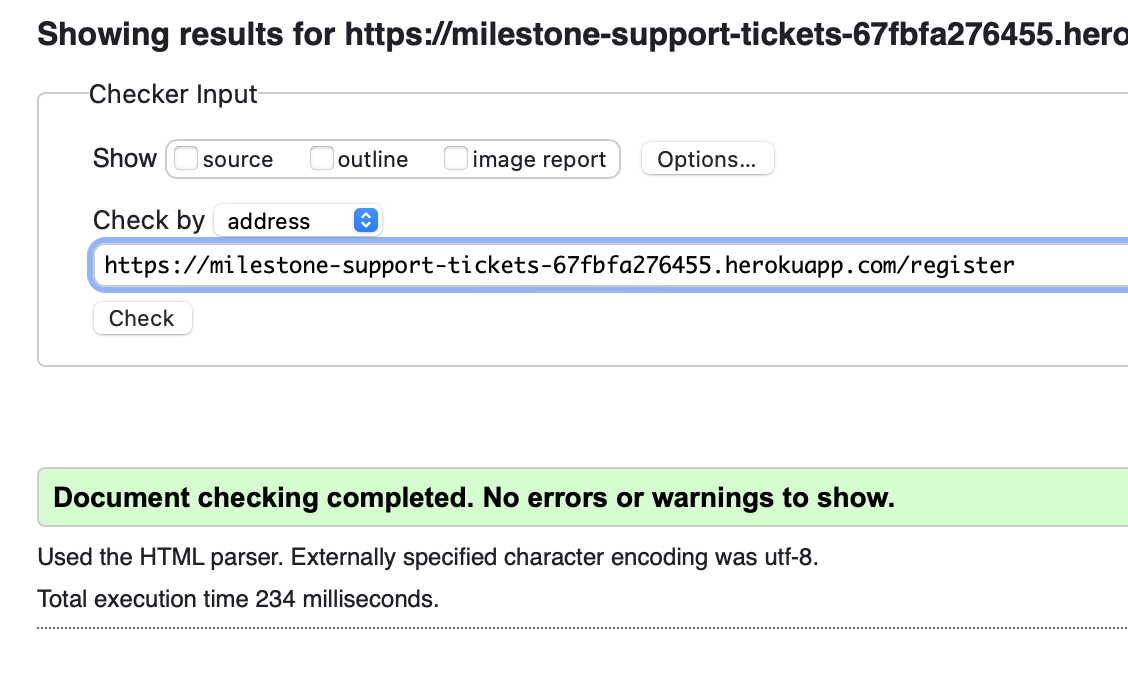 Showing results for https://milestone-support-tickets-67fbfa276455.hero
Checker Input
Show source outline image report Options...
Check by address
https://milestone-support-tickets-67fbfa276455.herokuapp.com/register
Check
Document checking completed. No errors or warnings to show.
Used the HTML parser. Externally specified character encoding was utf-8.
Total execution time 234 milliseconds.